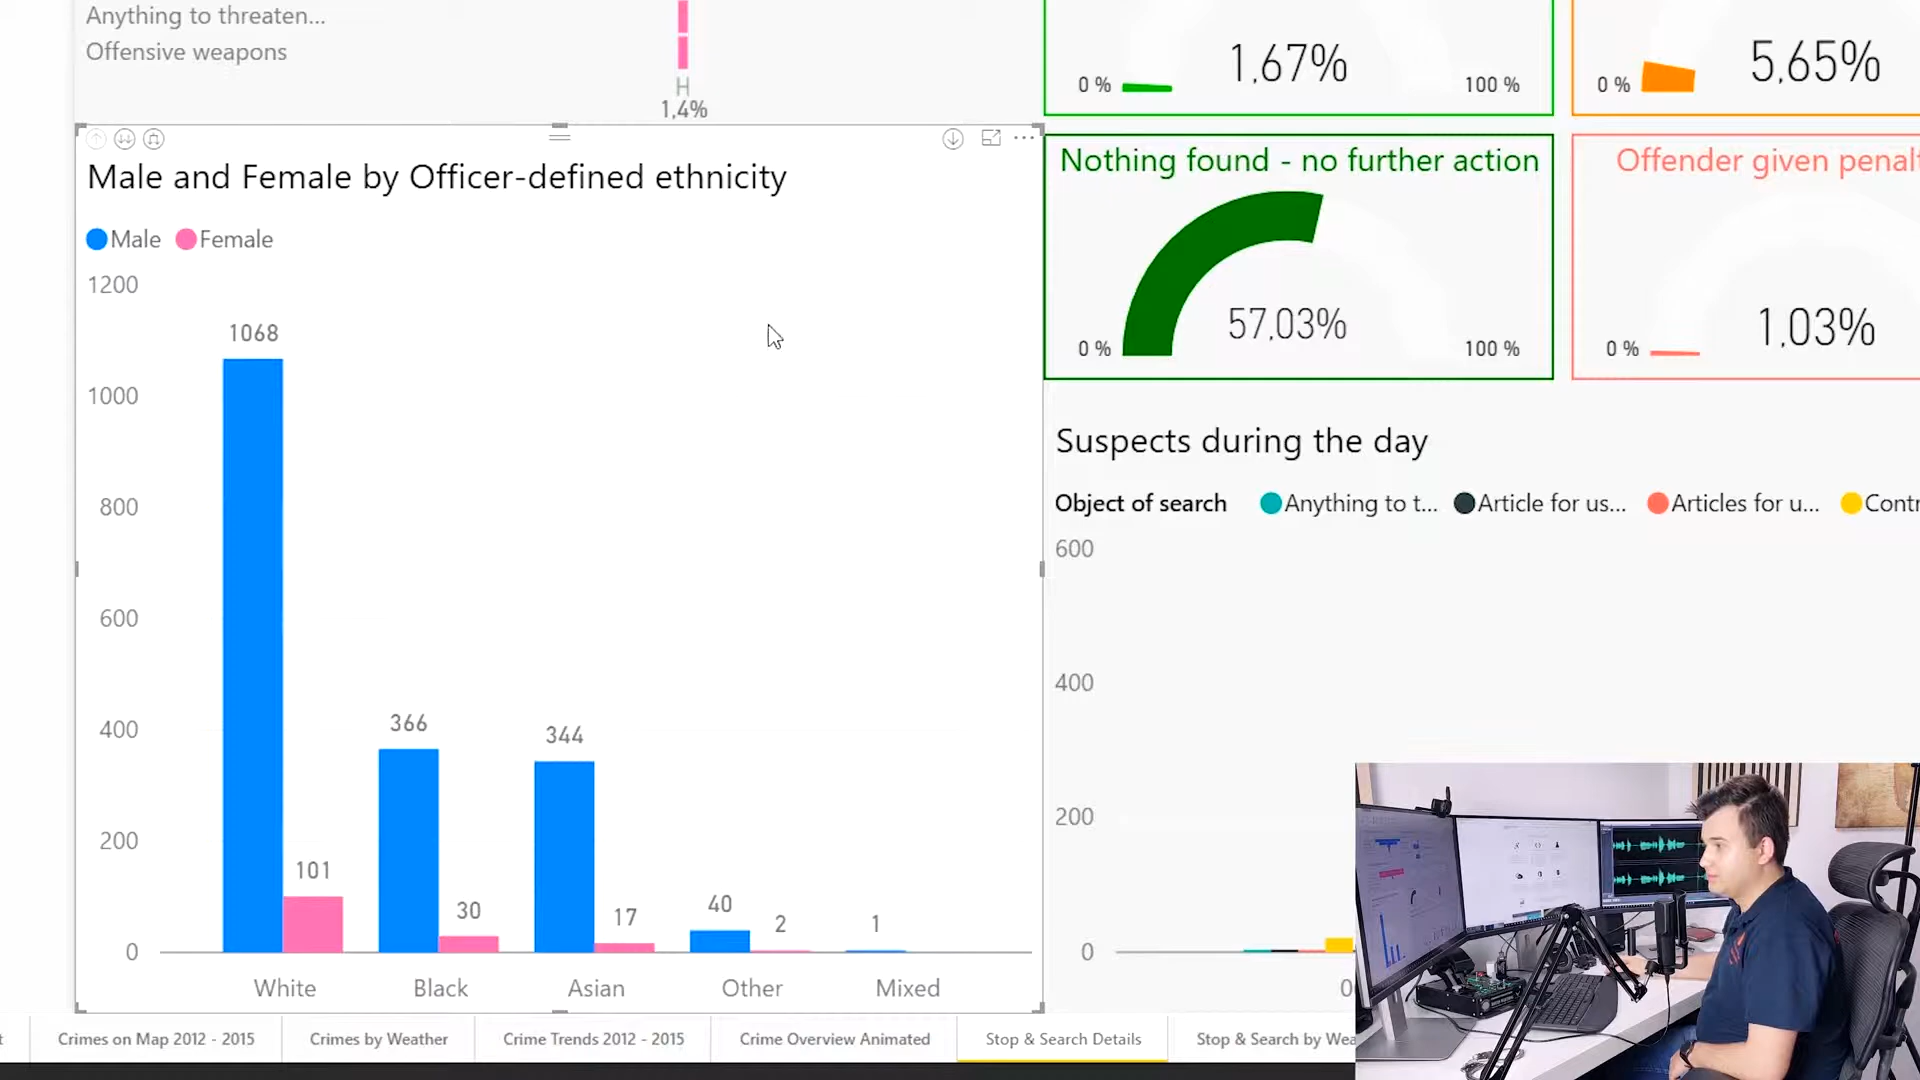 Anything to threaten...
Offensive weapons
H
1,4%
1,67%
0 %
100 %
5,65%
0 %
Male and Female by Officer-defined ethnicity
Male
Female
1200
1000
800
600
400
200
0
1068
101
366
30
344
17
40
2
1
White
Black
Asian
Other
Mixed
Nothing found - no further action
57,03%
0 %
100 %
Offender given penalt
1,03%
0 %
Suspects during the day
Object of search
Anything to t...
Article for us...
Articles for u...
Contr
600
400
200
0
0
t
Crimes on Map 2012 - 2015
Crimes by Weather
Crime Trends 2012 - 2015
Crime Overview Animated
Stop & Search Details
Stop & Search by Wea